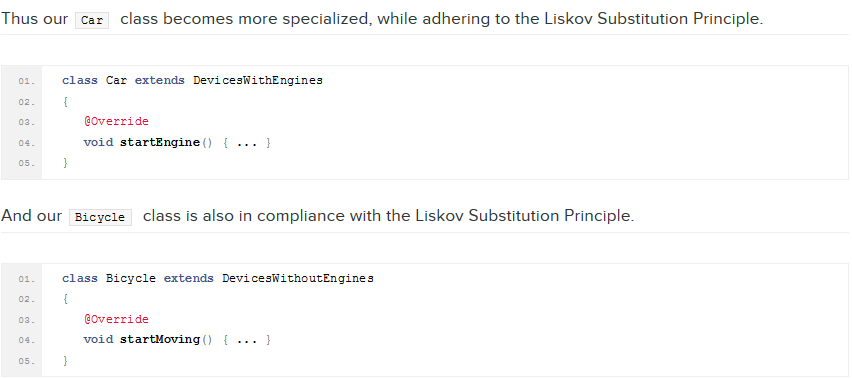 Thus our Car class becomes more specialized, while adhering to the Liskov Substitution Principle.
01. class Car extends DevicesWithEngines
02. {
03. @Override
04. void startEngine() { ... }
05. }
And our Bicycle class is also in compliance with the Liskov Substitution Principle.
01. class Bicycle extends DevicesWithoutEngines
02. {
03. @Override
04. void startMoving() { ... }
05. }